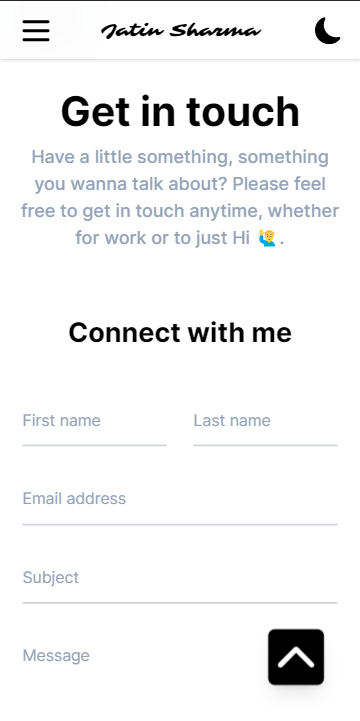 Jatin Sharma
Get in touch
Have a little something, something
you wanna talk about? Please feel
free to get in touch anytime, whether
for work or to just Hi 🙋‍♂️.
Connect with me
First name Last name
Email address
Subject
Message